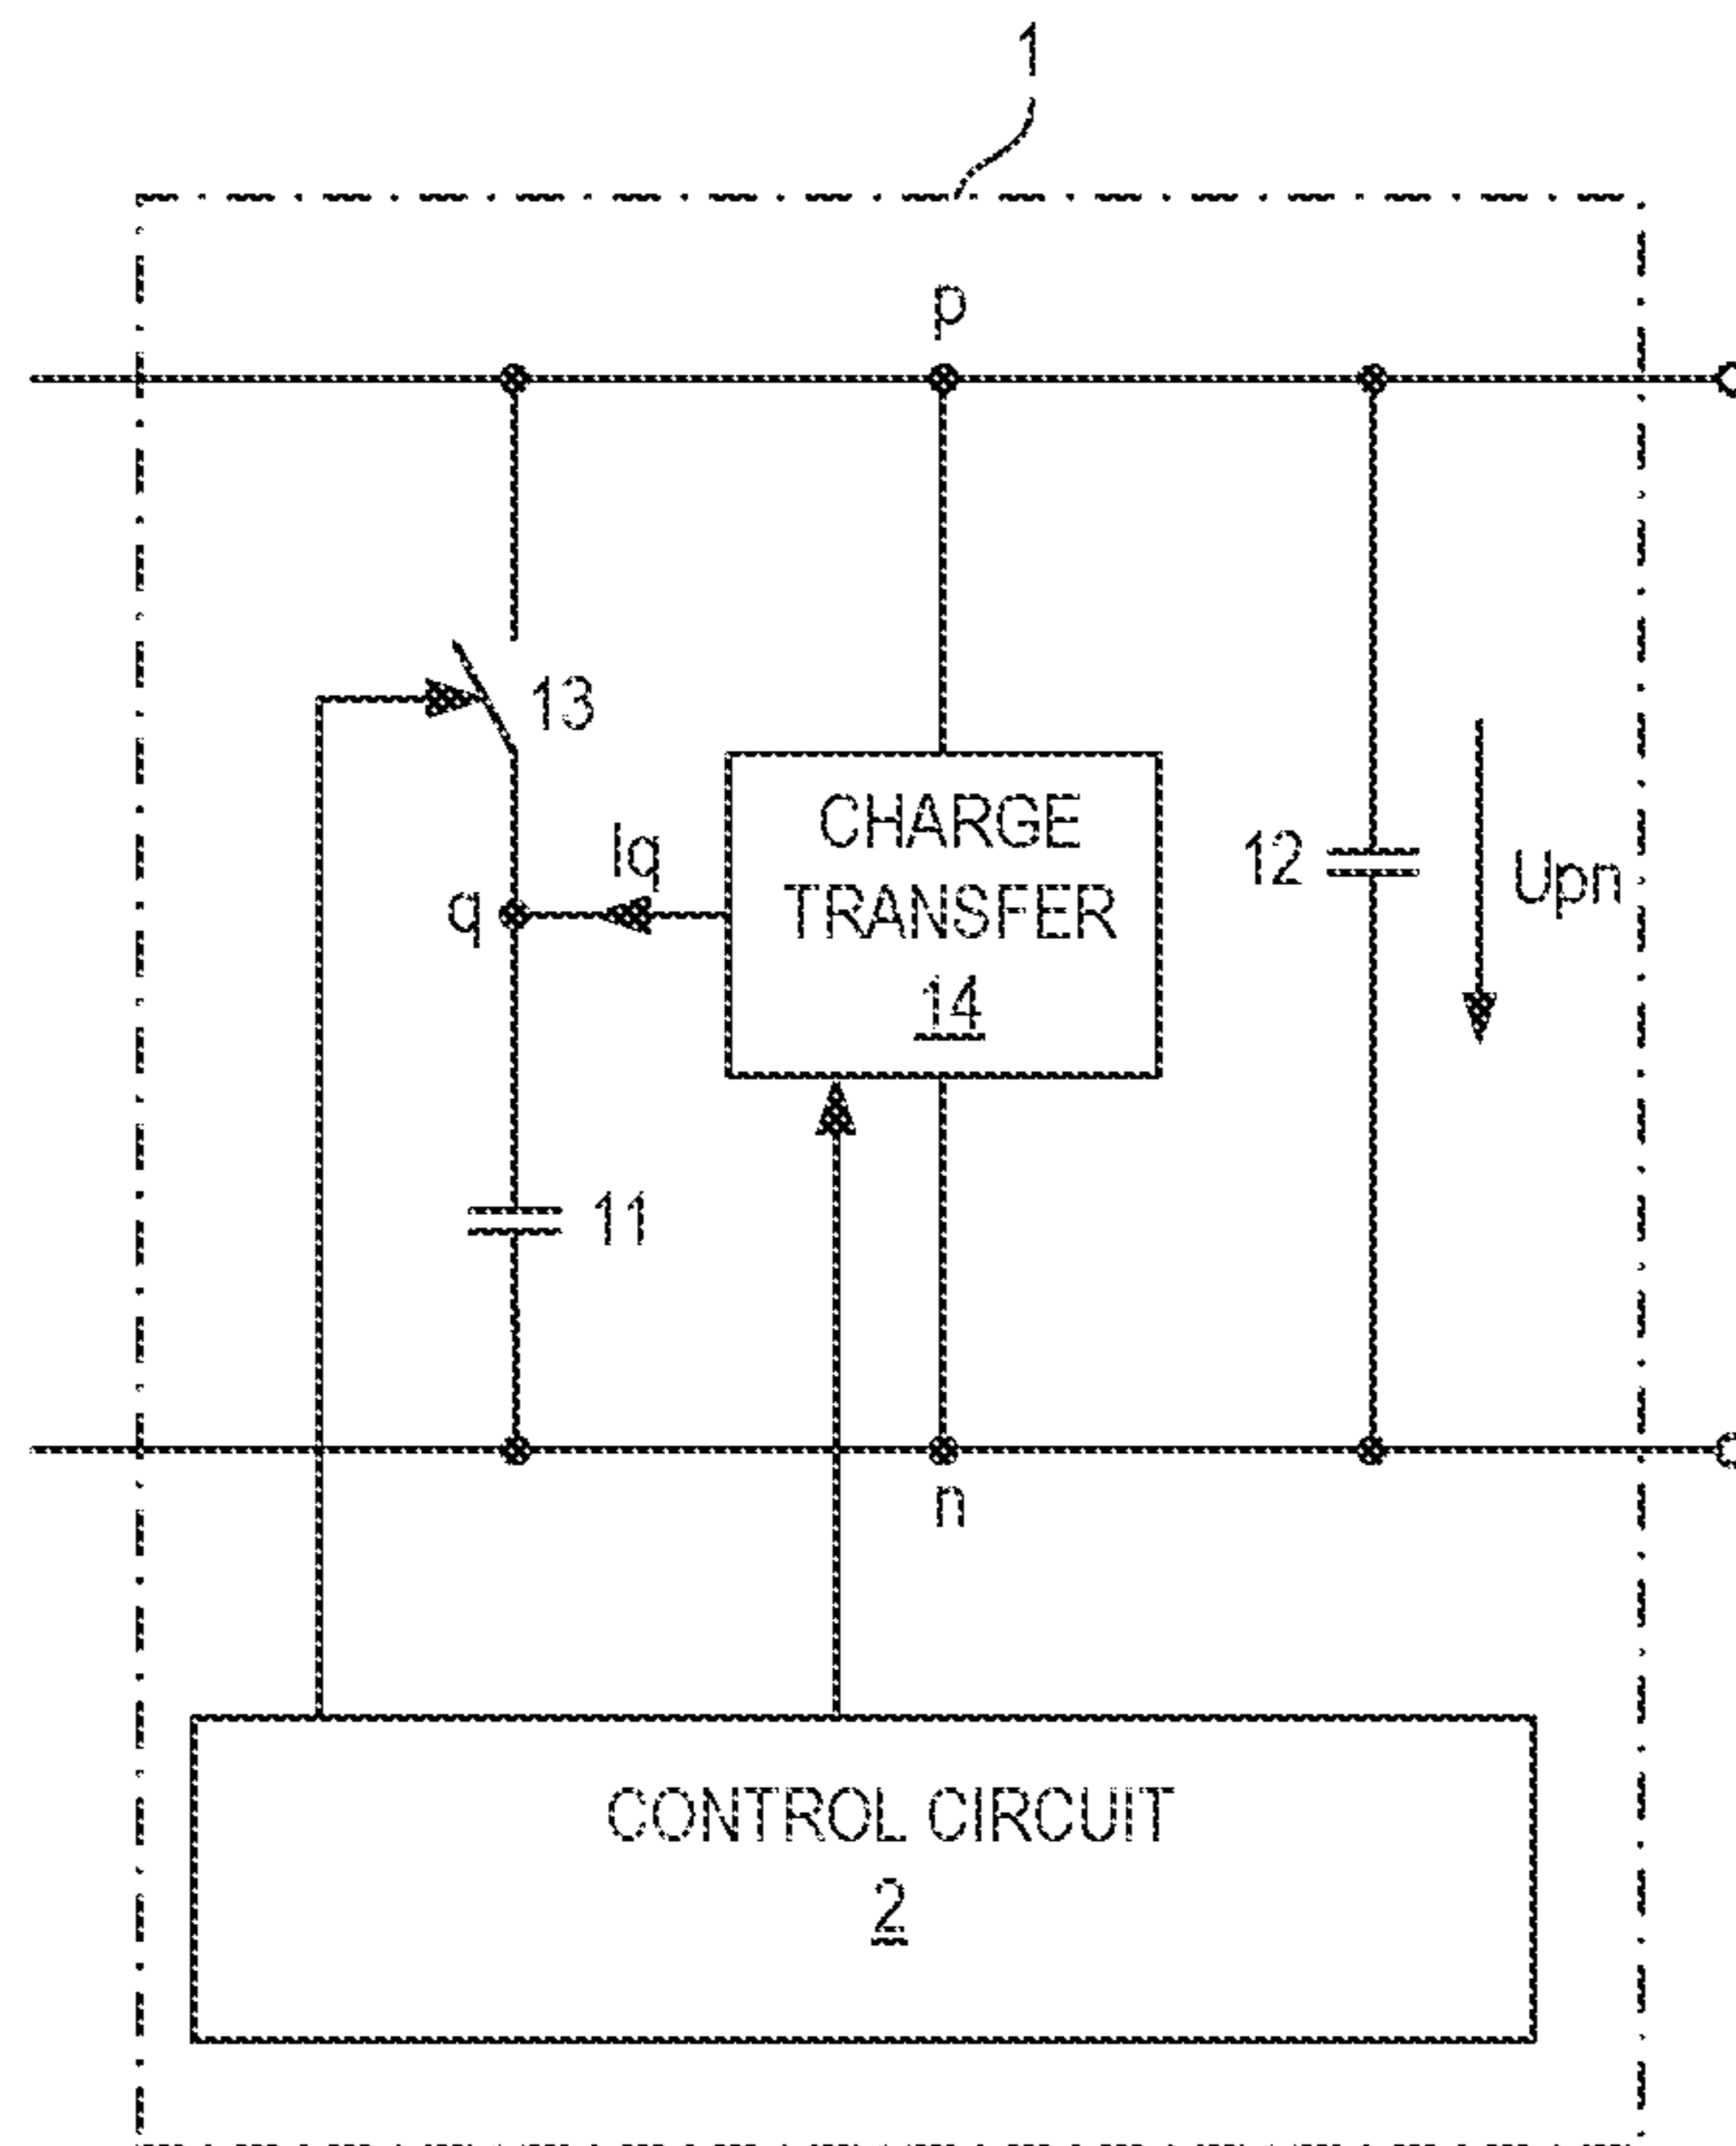 1
p
13
CHARGE
TRANSFER
14
Iq
q
12
Upn
11
n
CONTROL CIRCUIT
2